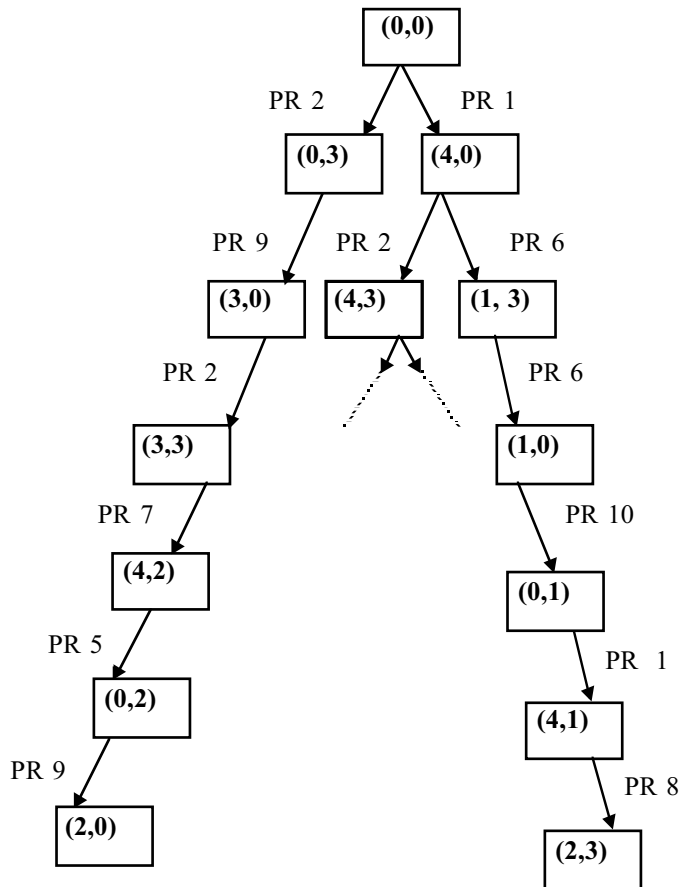 (0,0)
PR 2 PR 1
(0,3) (4,0)
PR 9 PR 2 PR 6
(3,0) (4,3) (1, 3)
PR 2 PR 6
(3,3) (1,0)
PR 7 PR 10
(4,2) (0,1)
PR 5 PR 1
(0,2) (4,1)
PR 9 PR 8
(2,0) (2,3)